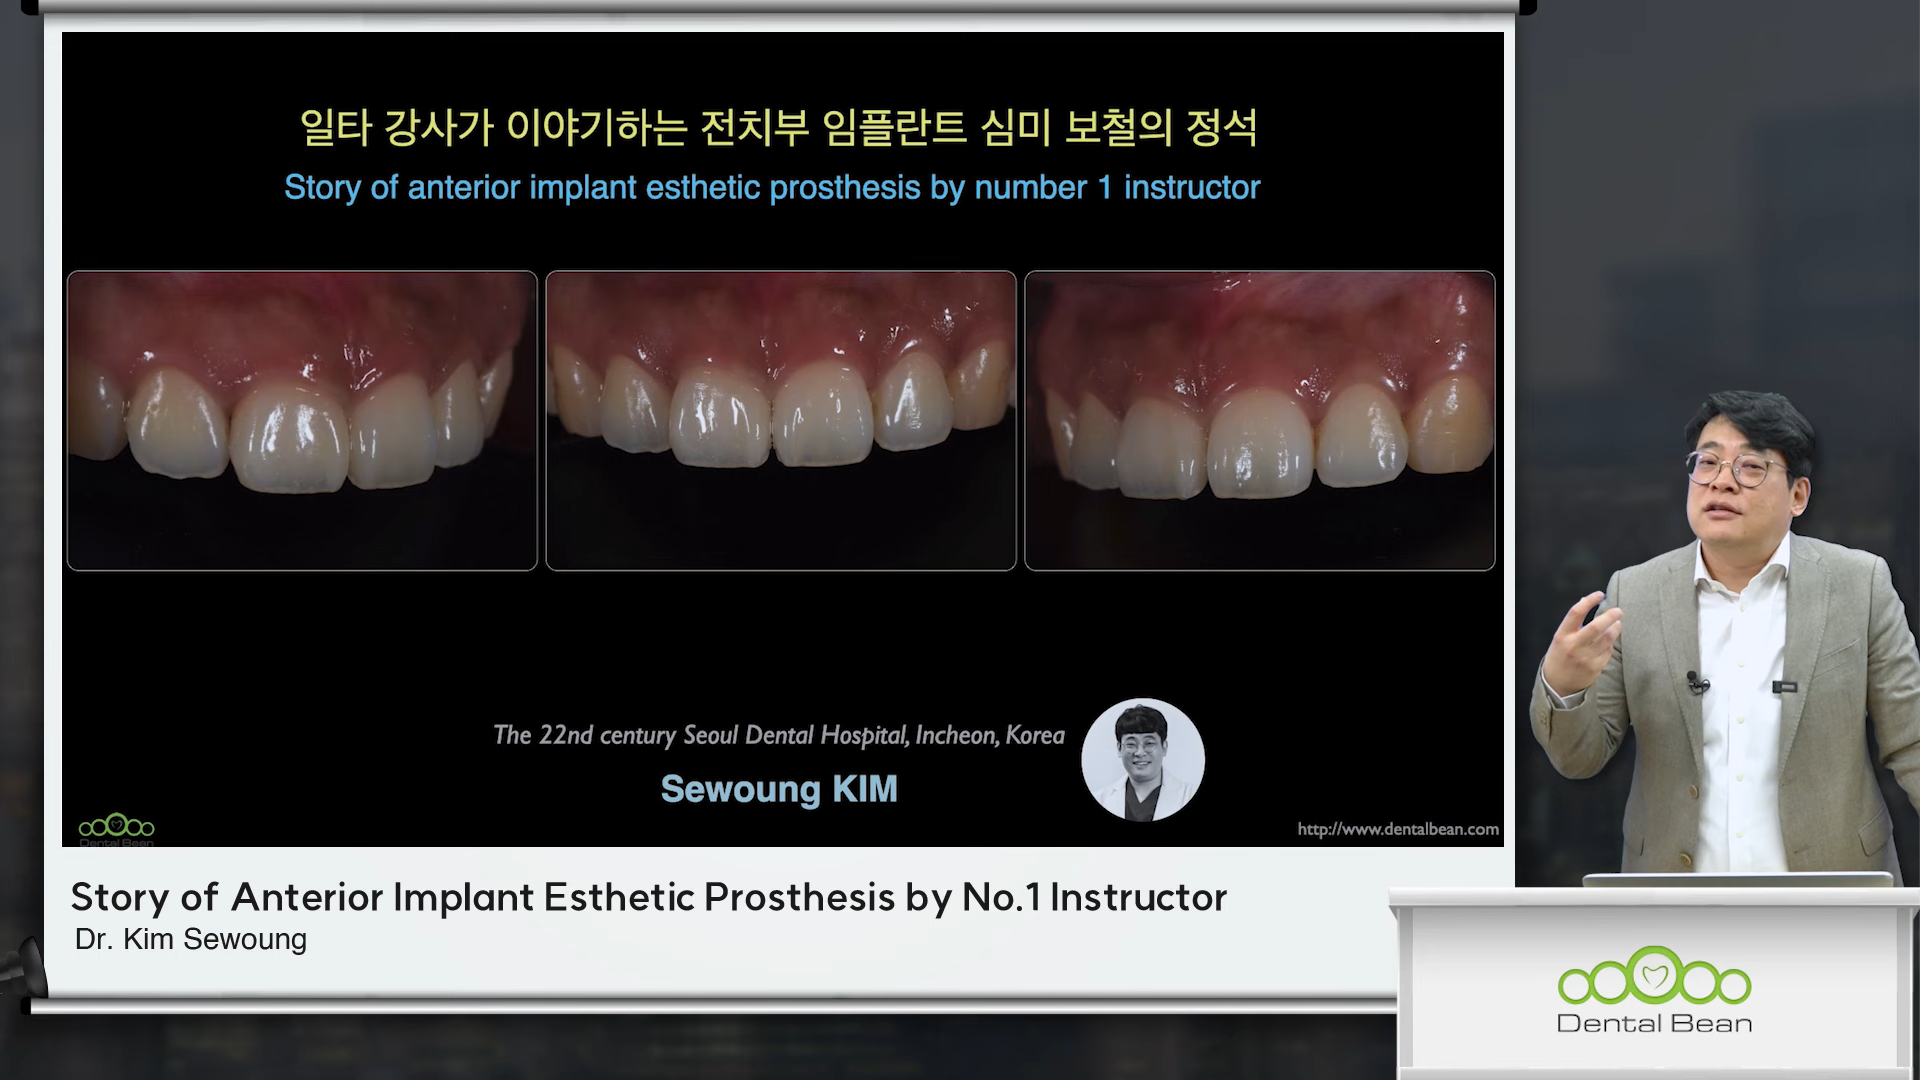 일타 강사가 이야기하는 전치부 임플란트 심미 보철의 정석
Story of anterior implant esthetic prosthesis by number 1 instructor
The 22nd century Seoul Dental Hospital, Incheon, Korea
Sewoung KIM
Dental Bean
http://www.dentalbean.com
Story of Anterior Implant Esthetic Prosthesis by No.1 Instructor
Dr. Kim Sewoung
Dental Bean